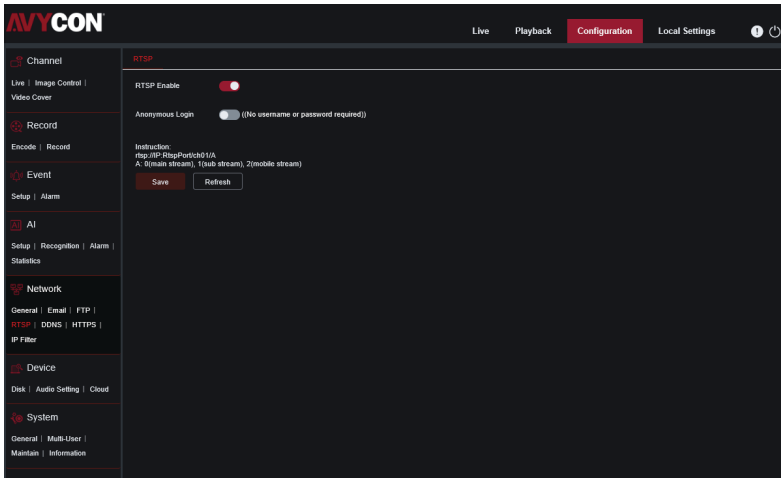 AVYCON
Live Playback Configuration Local Settings
Channel
Live | Image Control |
Video Cover
Record
Encode | Record
Event
Setup | Alarm
AI
AI
Setup | Recognition | Alarm |
Statistics
Network
General | Email | FTP |
RTSP | DDNS | HTTPS |
IP Filter
Device
Disk | Audio Setting | Cloud
System
General | Multi-User |
Maintain | Information
RTSP
RTSP Enable
Anonymous Login ((No username or password required))
Instruction:
rtsp://IP:RtspPort/ch01/A
A: 0(main stream), 1(sub stream), 2(mobile stream)
Save Refresh